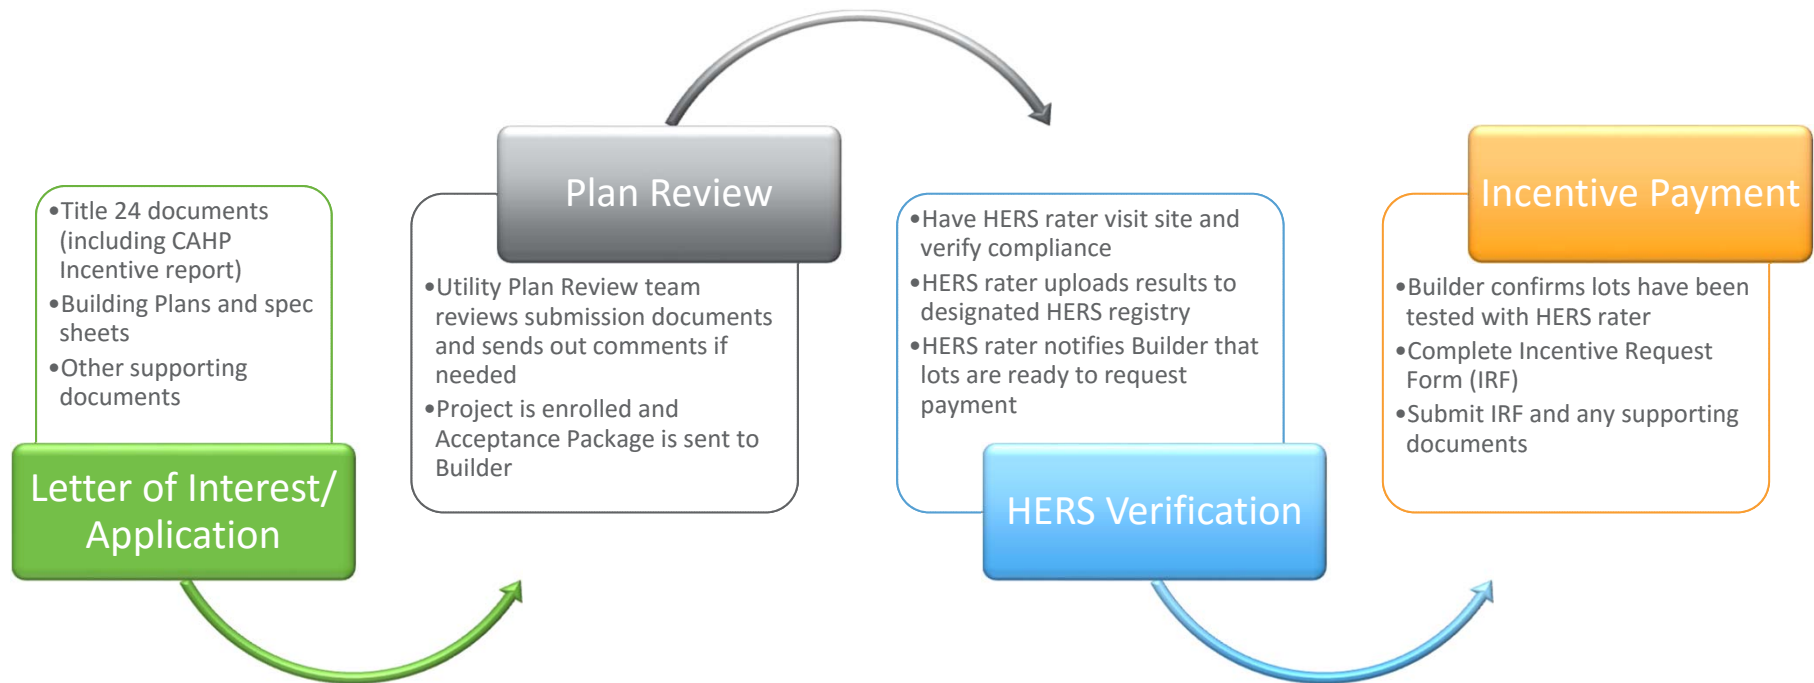 •Title 24 documents
(including CAHP
Incentive report)
•Building Plans and spec
sheets
•Other supporting
documents
Letter of Interest/
Application
Plan Review
•Utility Plan Review team
reviews submission documents
and sends out comments if
needed
•Project is enrolled and
Acceptance Package is sent to
Builder
•Have HERS rater visit site and
verify compliance
•HERS rater uploads results to
designated HERS registry
•HERS rater notifies Builder that
lots are ready to request
payment
HERS Verification
Incentive Payment
•Builder confirms lots have been
tested with HERS rater
•Complete Incentive Request
Form (IRF)
•Submit IRF and any supporting
documents